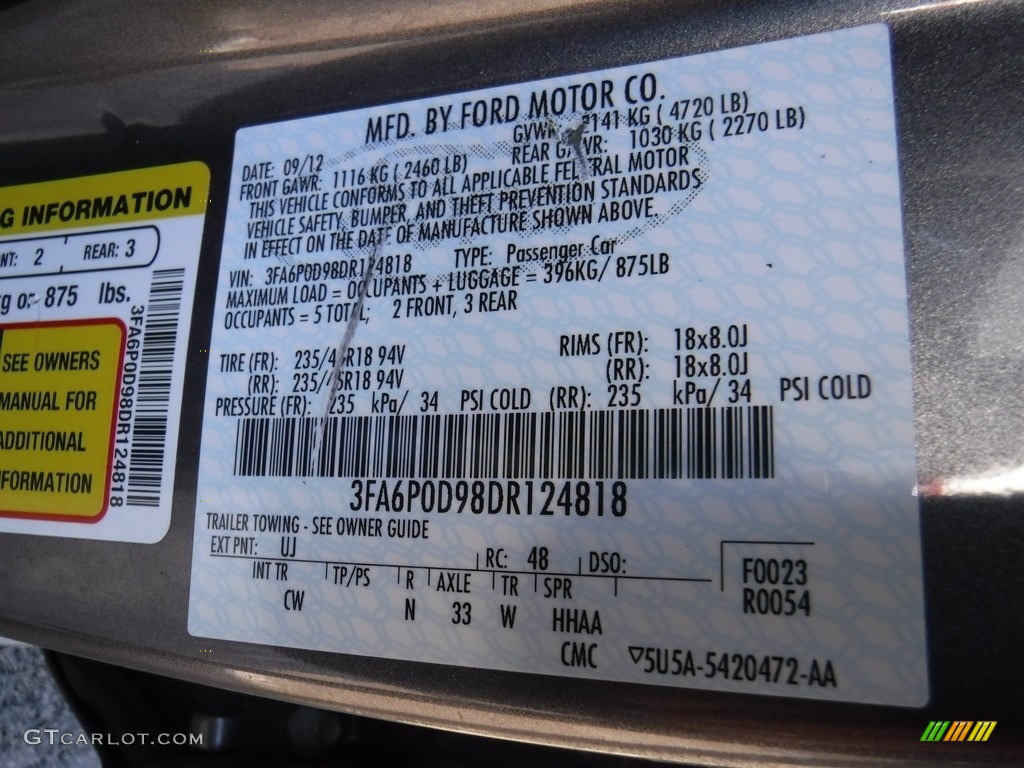 MFD. BY FORD MOTOR CO.
DATE: 09/12 GVWR: 2141 KG ( 4720 LB)
FRONT GAWR: 1116 KG ( 2460 LB) REAR GAWR: 1030 KG ( 2270 LB)
THIS VEHICLE CONFORMS TO ALL APPLICABLE FEDERAL MOTOR
VEHICLE SAFETY, BUMPER, AND THEFT PREVENTION STANDARDS
IN EFFECT ON THE DATE OF MANUFACTURE SHOWN ABOVE.
VIN: 3FA6P0D98DR124818 TYPE: Passenger Car
MAXIMUM LOAD = OCCUPANTS + LUGGAGE = 396KG/ 875LB
OCCUPANTS = 5 TOTAL; 2 FRONT, 3 REAR
TIRE (FR): 235/45R18 94V RIMS (FR): 18x8.0J
(RR): 235/45R18 94V (RR): 18x8.0J
PRESSURE (FR): 235 kPa/ 34 PSI COLD (RR): 235 kPa/ 34 PSI COLD
3FA6P0D98DR124818
TRAILER TOWING - SEE OWNER GUIDE
EXT PNT: UJ RC: 48 DSO:
INT TR TP/PS R AXLE TR SPR
CW N 33 W HHAA
F0023
R0054
CMC ▽5U5A-5420472-AA
G INFORMATION
NT: 2 REAR: 3
kg or 875 lbs.
SEE OWNERS
MANUAL FOR
ADDITIONAL
FORMATION
3FA6P0D98DR124818
GTCARLOT.COM